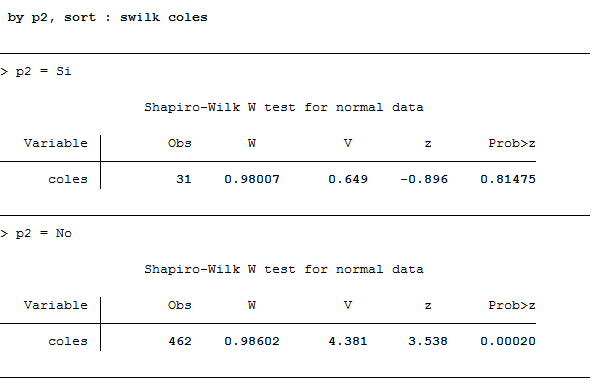 by p2, sort : swilk coles
> p2 = Si
Shapiro-Wilk W test for normal data
Variable Obs W V z Prob>z
coles 31 0.98007 0.649 -0.896 0.81475
> p2 = No
Shapiro-Wilk W test for normal data
Variable Obs W V z Prob>z
coles 462 0.98602 4.381 3.538 0.00020